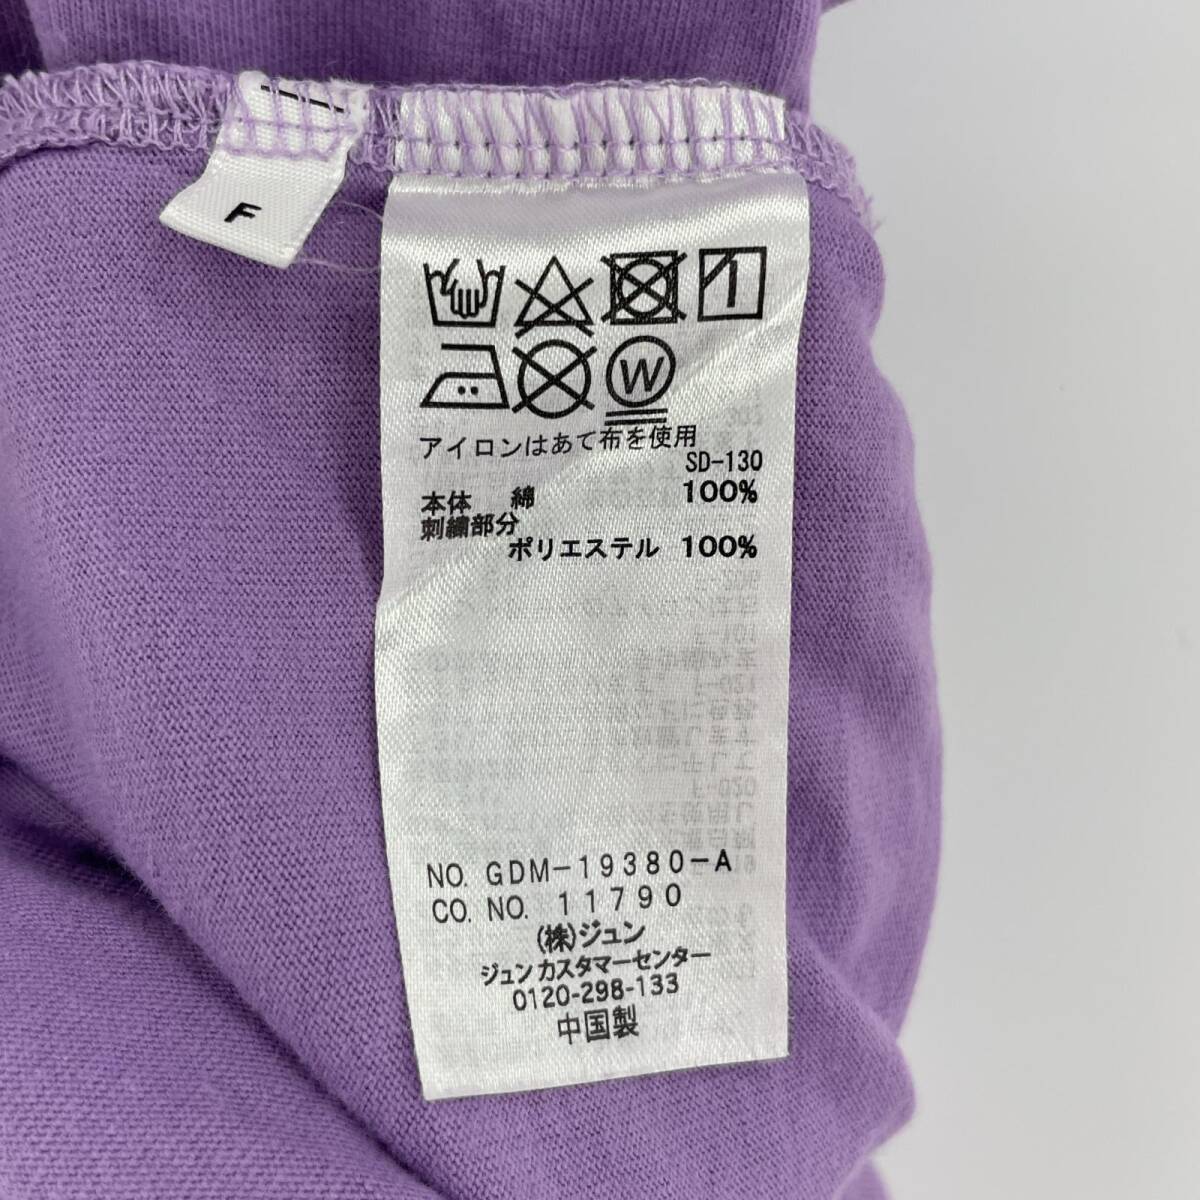 F
W
アイロンはあて布を使用
SD-130
本体 綿 100%
刺繍部分
ポリエステル 100%
NO. GDM-19380-A
CO. NO. 11790
(株)ジュン
ジュンカスタマーセンター
0120-298-133
中国製